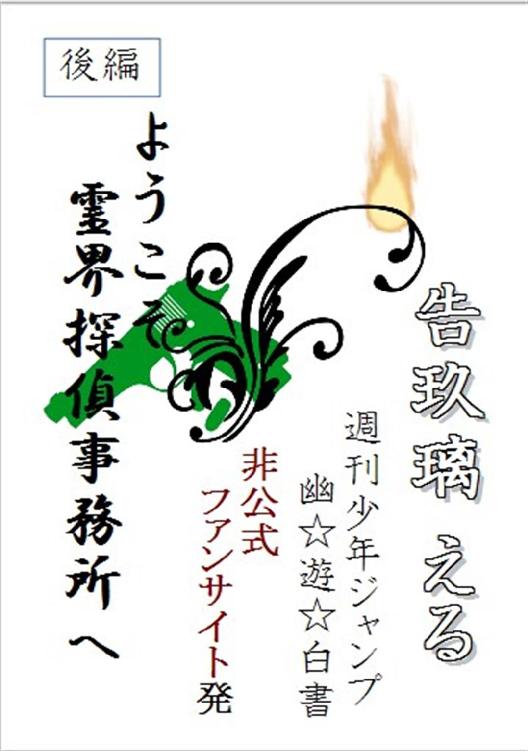 告玖璃 える
週刊少年ジャンプ
幽☆遊☆白書
非公式
ファンサイト発
後編
ようこそ
霊界探偵事務所へ